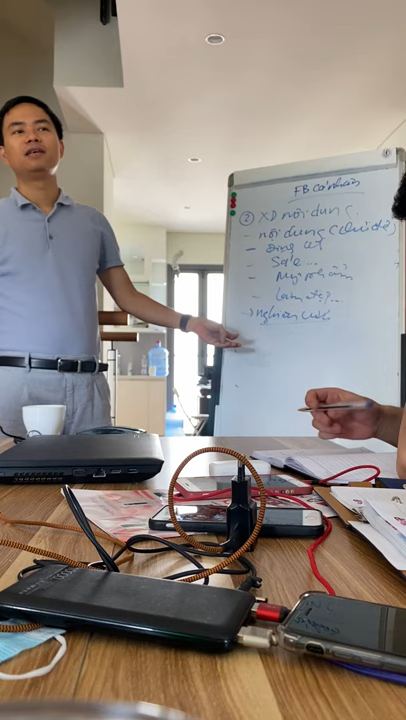 FB Cá nhân
② XD nội dung
- nội dung (chủ đề)
-
- Sale...
- Mỹ phẩm
- Làm đẹp...
→ Nghiên cứu